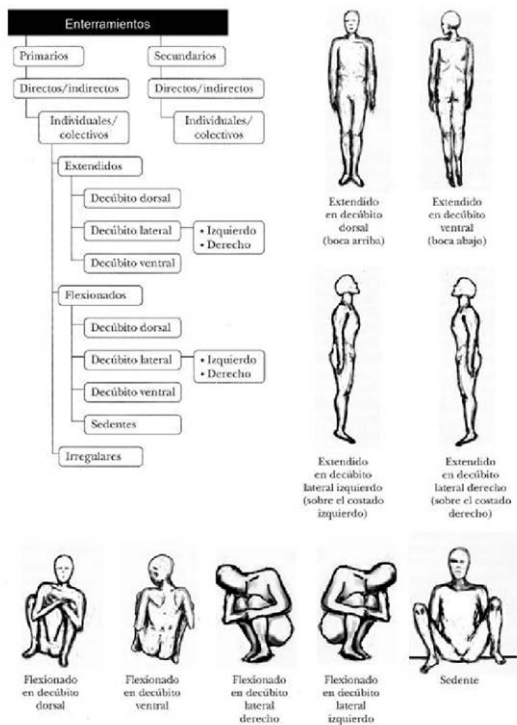 Enterramientos
Primarios
Secundarios
Directos/indirectos
Directos/indirectos
Individuales/
colectivos
Individuales/
colectivos
Extendidos
Decúbito dorsal
Decúbito lateral
• Izquierdo
• Derecho
Decúbito ventral
Flexionados
Decúbito dorsal
Decúbito lateral
• Izquierdo
• Derecho
Decúbito ventral
Sedentes
Irregulares
Extendido
en decúbito
dorsal
(boca arriba)
Extendido
en decúbito
ventral
(boca abajo)
Extendido
en decúbito
lateral izquierdo
(sobre el costado
izquierdo)
Extendido
en decúbito
lateral derecho
(sobre el costado
derecho)
Flexionado
en decúbito
dorsal
Flexionado
en decúbito
ventral
Flexionado
en decúbito
lateral
derecho
Flexionado
en decúbito
lateral
izquierdo
Sedente